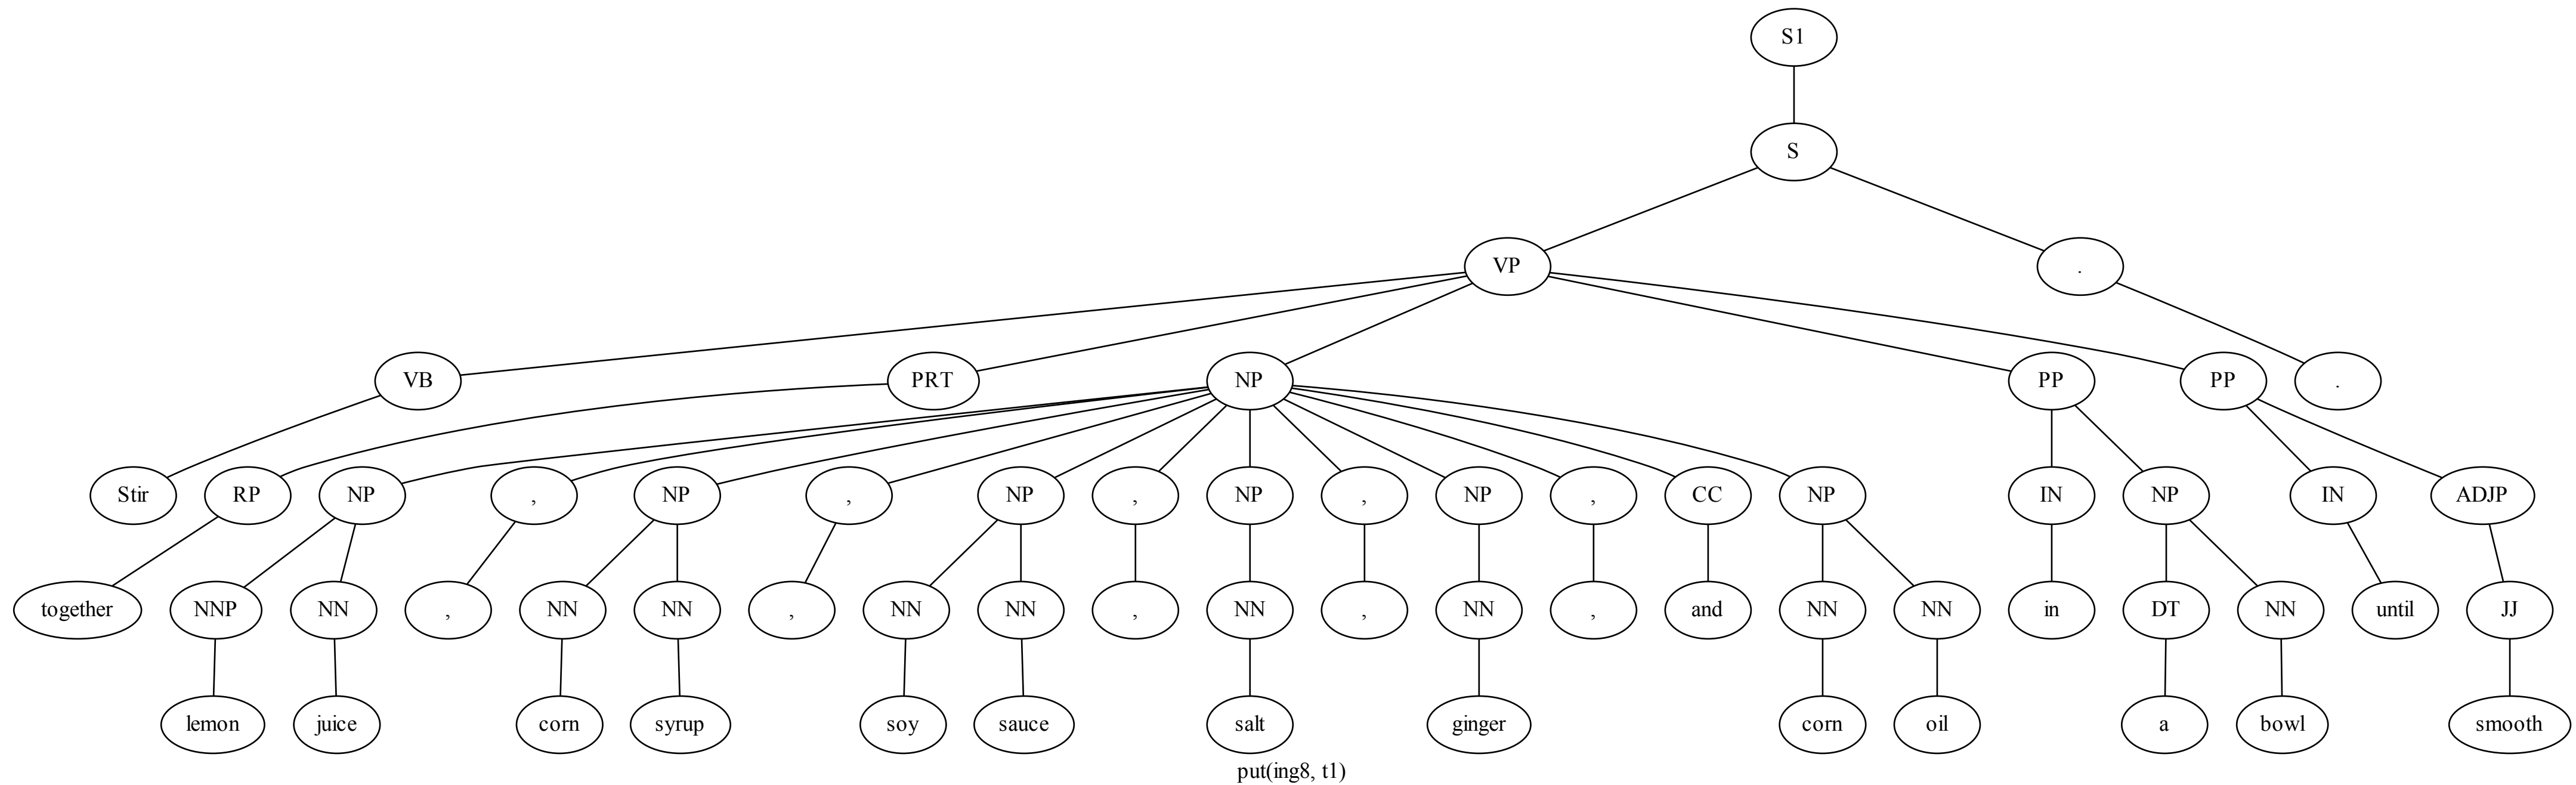 S1
S
VP .
VB PRT NP PP PP .
Stir RP NP , NP , NP , NP , NP , CC NP IN NP IN ADJP
together NNP NN , NN NN , NN NN , NN , NN , and NN NN in DT NN until JJ
lemon juice corn syrup soy sauce salt ginger corn oil a bowl smooth
put(ing8, t1)